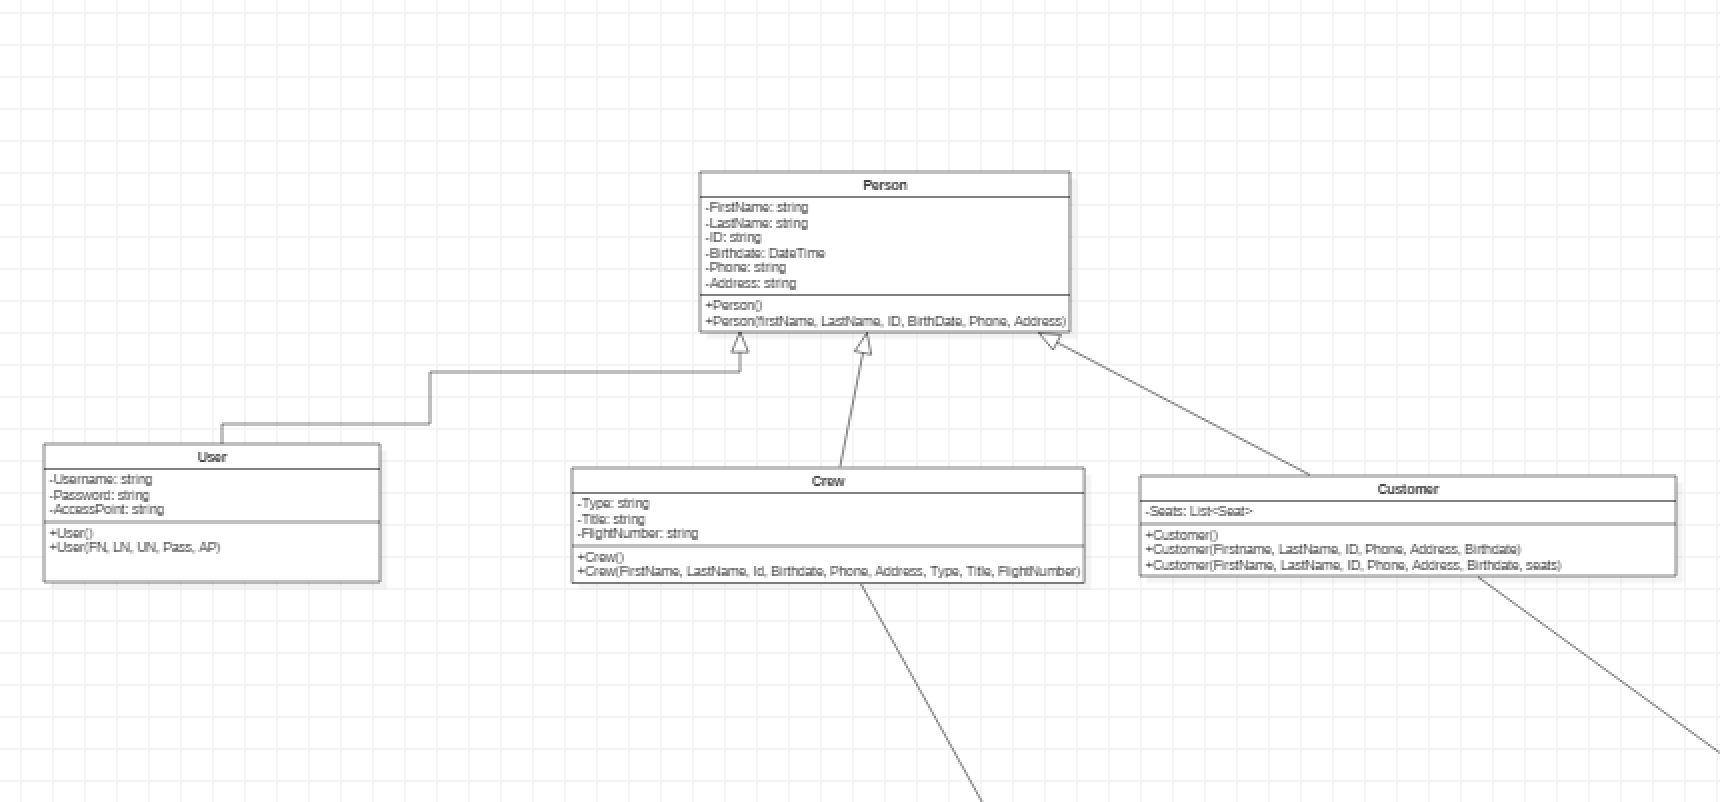 Person
-FirstName: string
-LastName: string
-ID: string
-Birthdate: DateTime
-Phone: string
-Address: string
+Person()
+Person(firstName, LastName, ID, BirthDate, Phone, Address)
User
-Username: string
-Password: string
-AccessPoint: string
+User()
+User(FN, LN, UN, Pass, AP)
Crew
-Type: string
-Title: string
-FlightNumber: string
+Crew()
+Crew(FirstName, LastName, Id, Birthdate, Phone, Address, Type, Title, FlightNumber)
Customer
-Seats: List<Seat>
+Customer()
+Customer(Firstname, LastName, ID, Phone, Address, Birthdate)
+Customer(FirstName, LastName, ID, Phone, Address, Birthdate, seats)